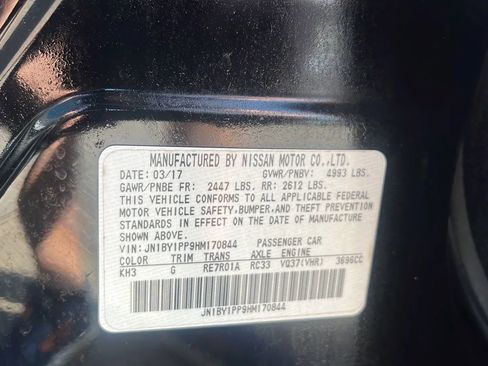 MANUFACTURED BY NISSAN MOTOR CO.,LTD.
DATE: 03/17 GVWR/PNBV: 4993 LBS.
GAWR/PNBE FR: 2447 LBS. RR: 2612 LBS.
THIS VEHICLE CONFORMS TO ALL APPLICABLE FEDERAL
MOTOR VEHICLE SAFETY, BUMPER, AND THEFT PREVENTION
STANDARDS IN EFFECT ON THE DATE OF MANUFACTURE
SHOWN ABOVE.
VIN: JN1BY1PP9HM170844 PASSENGER CAR
COLOR TRIM TRANS AXLE ENGINE
KH3 G RE7R01A RC33 VQ37(VHR) 3696CC
JN1BY1PP9HM170844